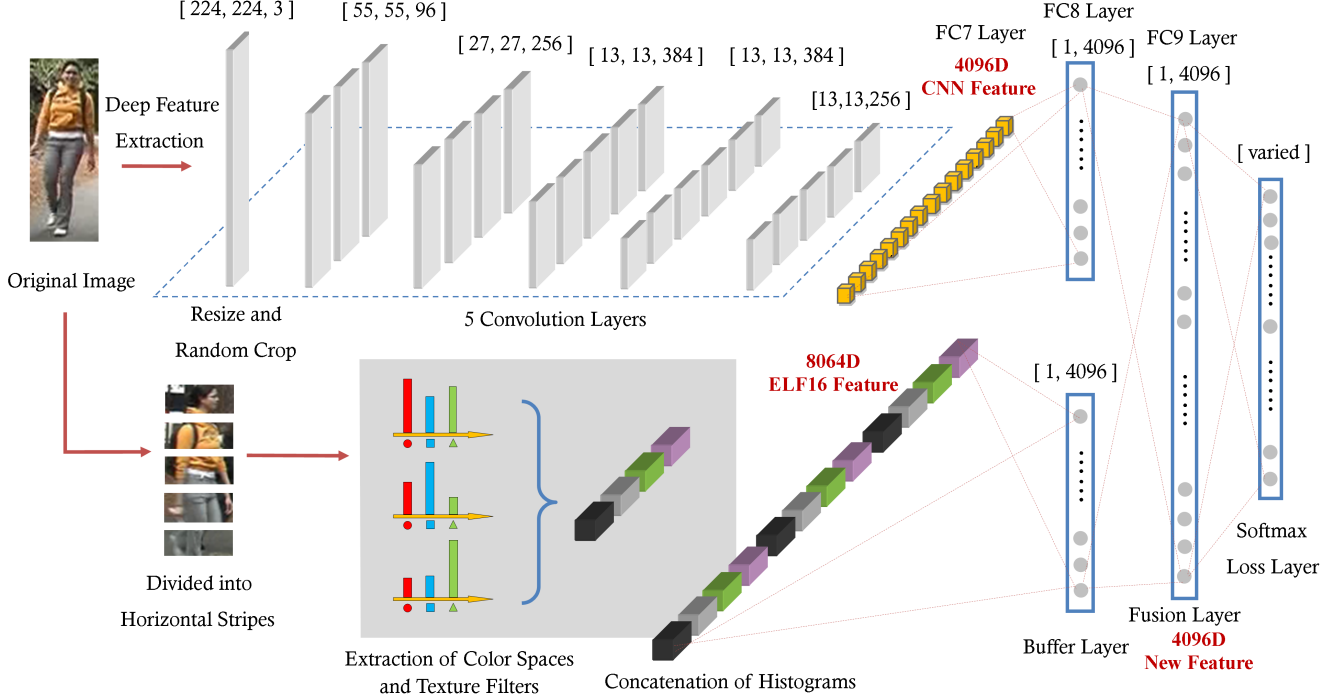 [ 224, 224, 3 ]
[ 55, 55, 96 ]
[ 27, 27, 256 ]
[ 13, 13, 384 ]
[ 13, 13, 384 ]
[13,13,256 ]
Deep Feature
Extraction
Original Image
Resize and
Random Crop
5 Convolution Layers
FC7 Layer
4096D
CNN Feature
FC8 Layer
[ 1, 4096]
FC9 Layer
[ 1, 4096]
[ varied ]
Divided into
Horizontal Stripes
Extraction of Color Spaces
and Texture Filters
8064D
ELF16 Feature
Concatenation of Histograms
[ 1, 4096]
Buffer Layer
Fusion Layer
4096D
New Feature
Softmax
Loss Layer